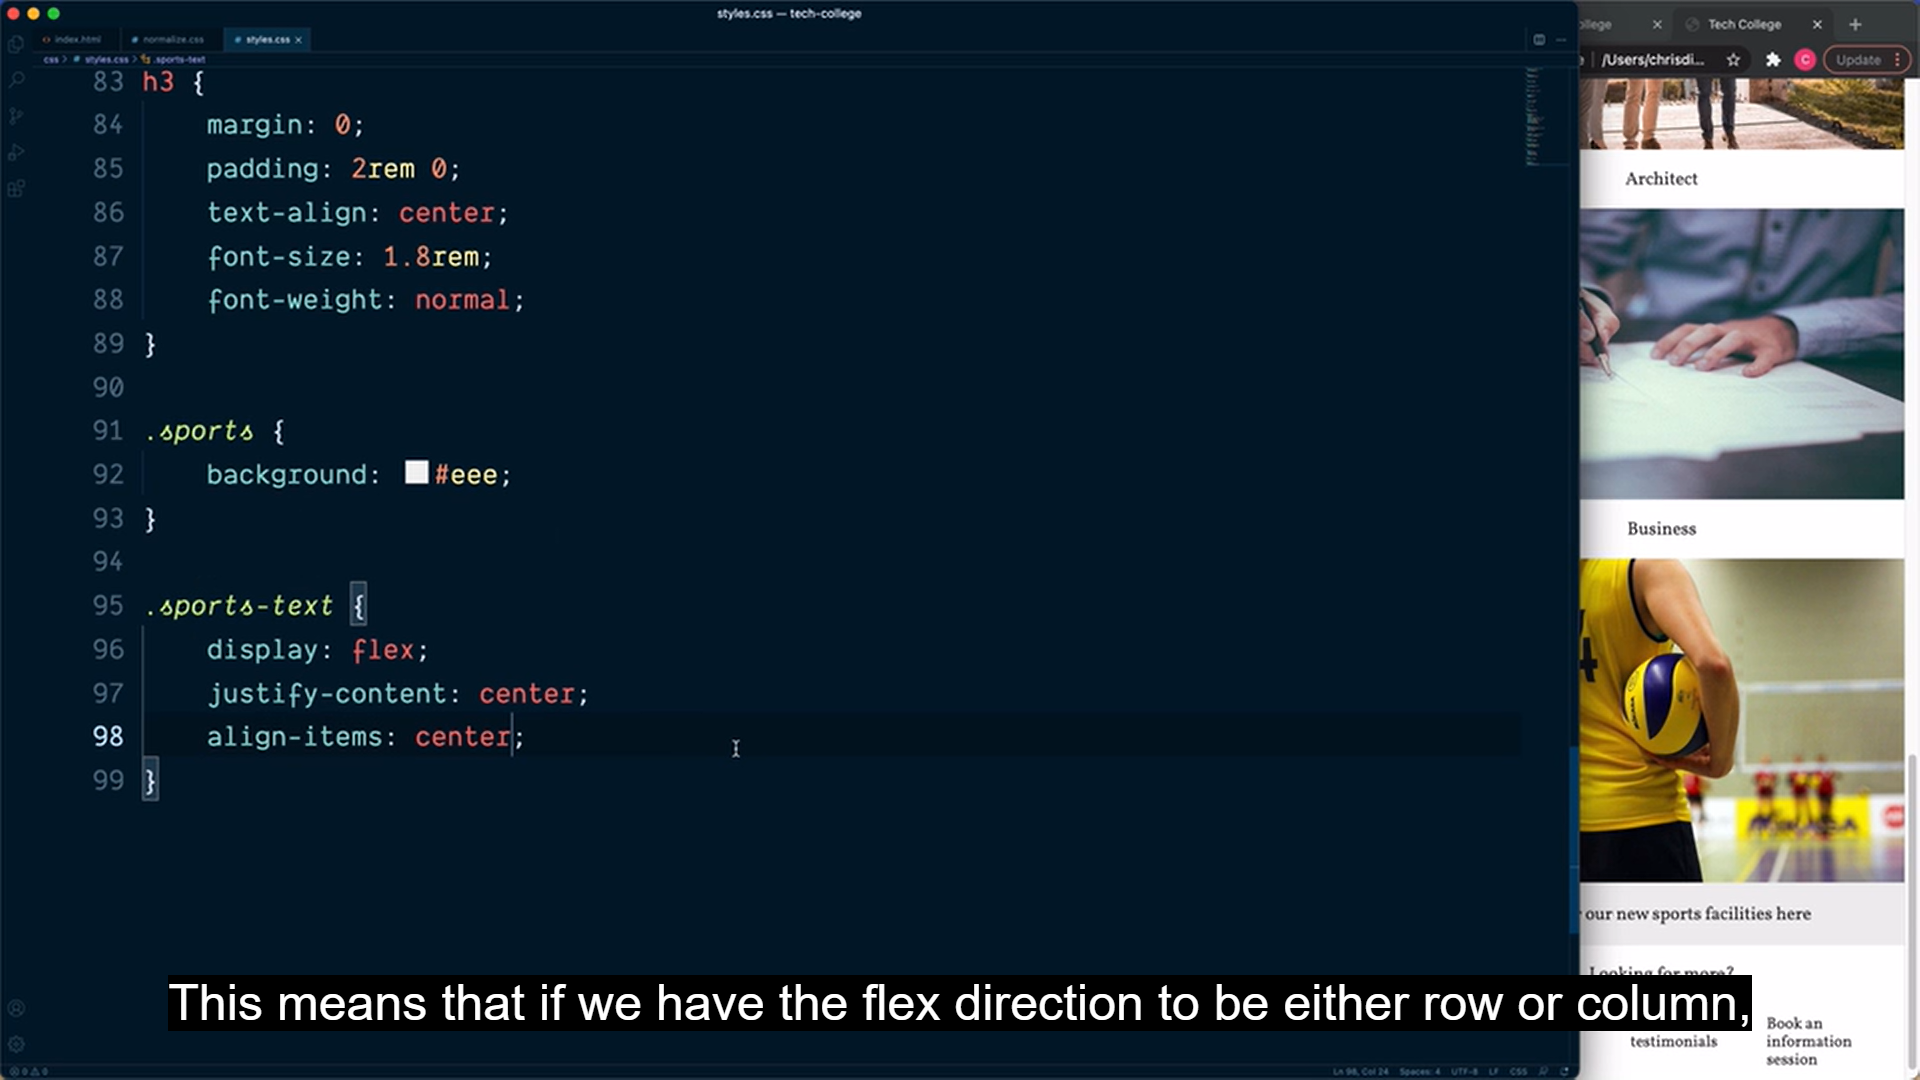 styles.css — tech-college
index.html
normalize.css
styles.css
css > styles.css > .sports-text
83 h3 {
84 margin: 0;
85 padding: 2rem 0;
86 text-align: center;
87 font-size: 1.8rem;
88 font-weight: normal;
89 }
90
91 .sports {
92 background: #eee;
93 }
94
95 .sports-text {
96 display: flex;
97 justify-content: center;
98 align-items: center;
99 }
Ln 98, Col 24 Spaces: 4 UTF-8 LF CSS
Tech College
/Users/chrisdi...
C
Update
Architect
Business
our new sports facilities here
Looking for more?
testimonials
Book an
information
session
This means that if we have the flex direction to be either row or column,